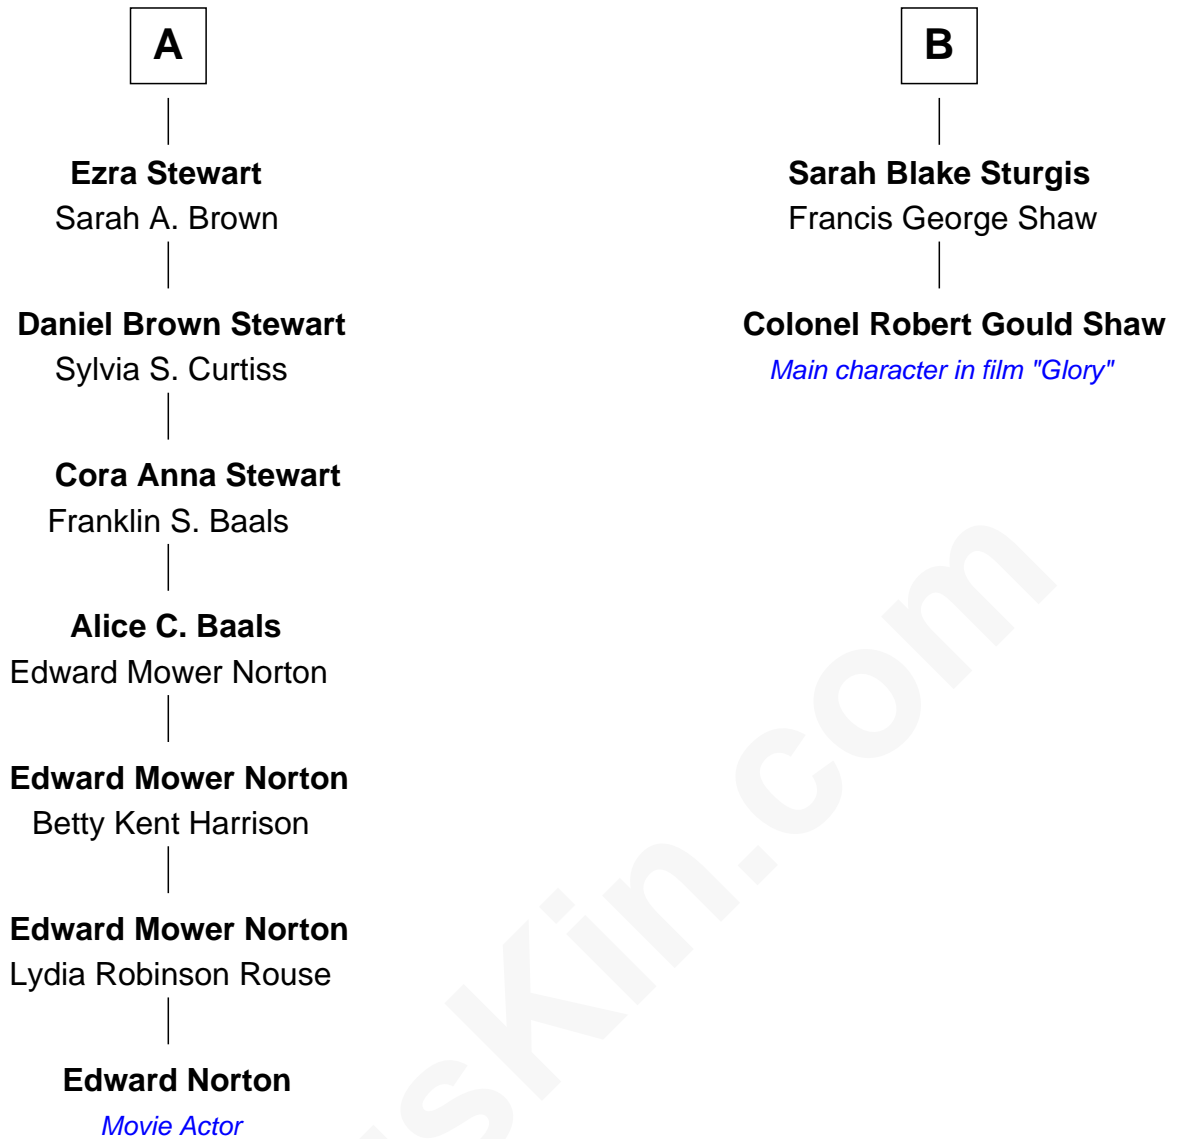 A
Ezra Stewart
Sarah A. Brown
Daniel Brown Stewart
Sylvia S. Curtiss
Cora Anna Stewart
Franklin S. Baals
Alice C. Baals
Edward Mower Norton
Edward Mower Norton
Betty Kent Harrison
Edward Mower Norton
Lydia Robinson Rouse
Edward Norton
Movie Actor
B
Sarah Blake Sturgis
Francis George Shaw
Colonel Robert Gould Shaw
Main character in film "Glory"
sKin.com